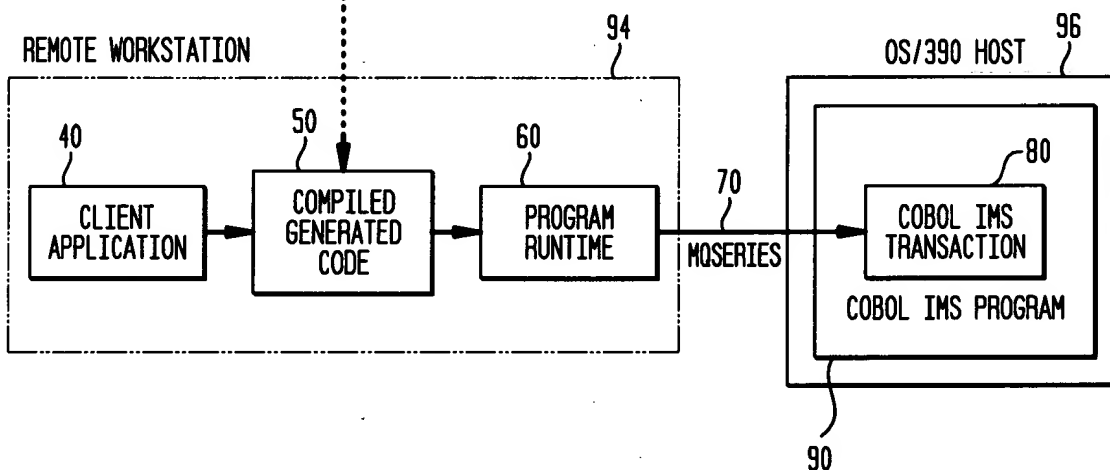 REMOTE WORKSTATION
94
OS/390 HOST
96
40
CLIENT
APPLICATION
50
COMPILED
GENERATED
CODE
60
PROGRAM
RUNTIME
70
MQSERIES
80
COBOL IMS
TRANSACTION
COBOL IMS PROGRAM
90